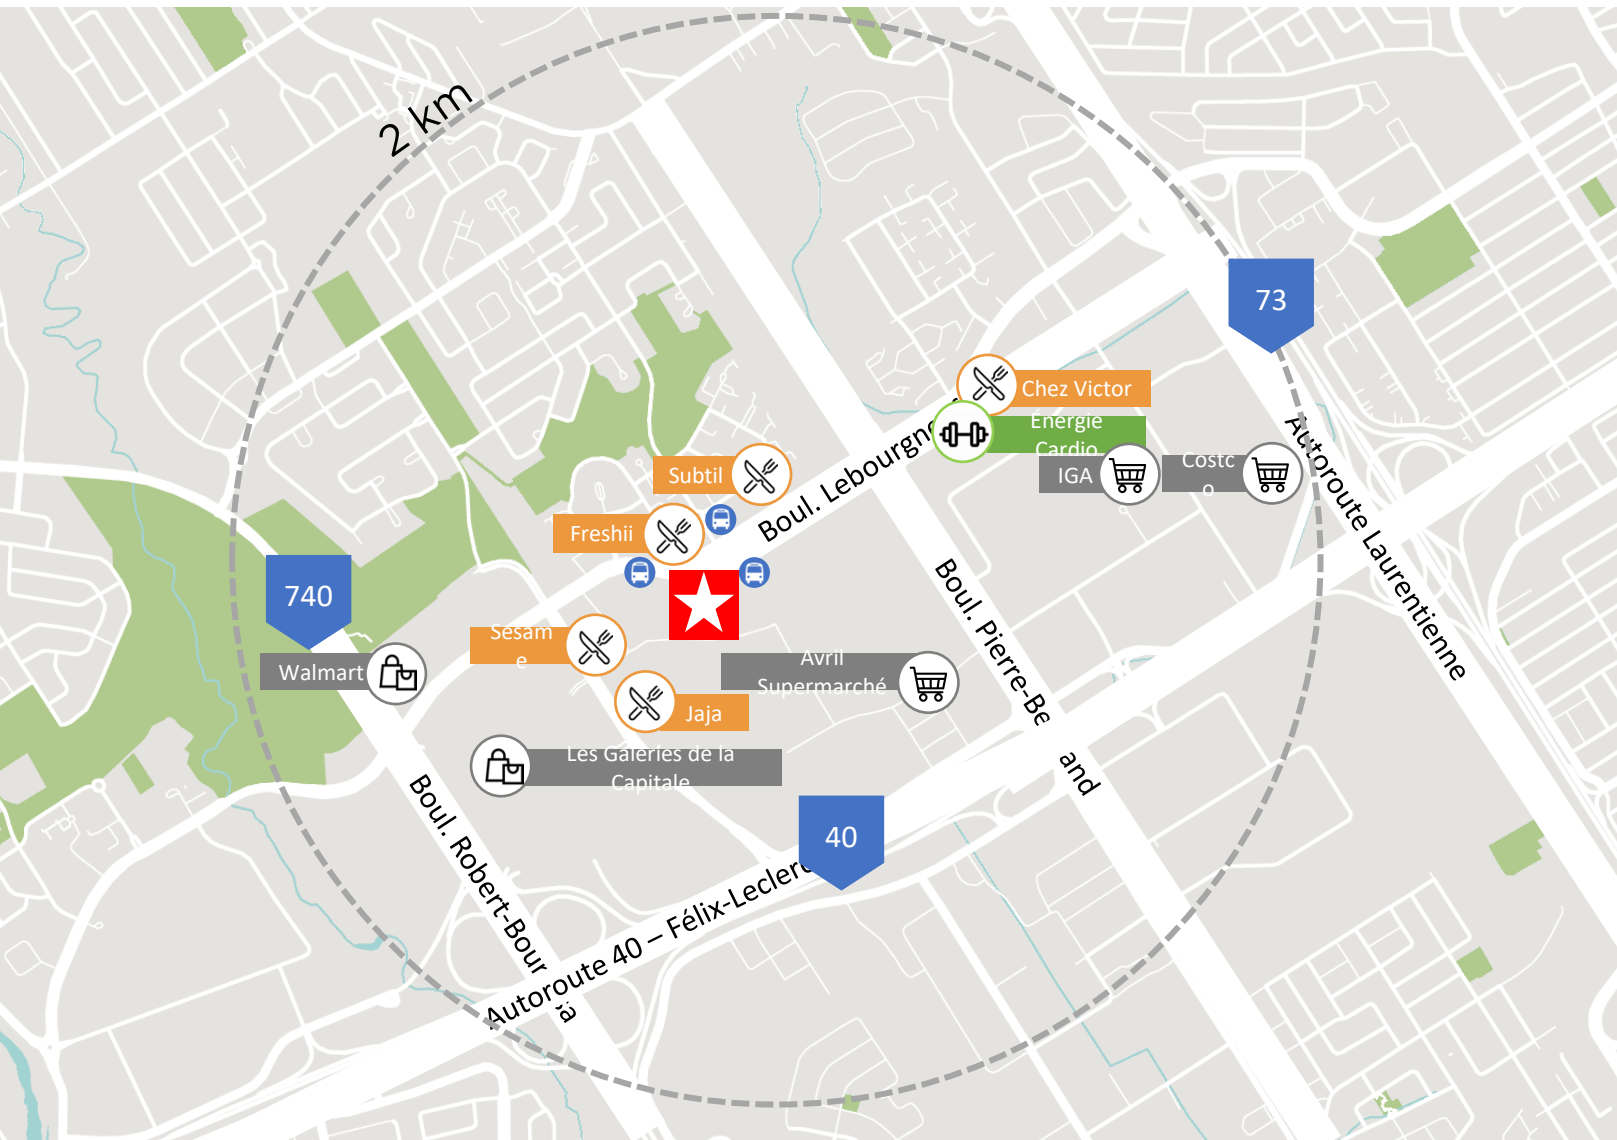 2 km
73
Chez Victor
Énergie
Cardio
Subtil
IGA
Costc
o
Freshii
Boul. Lebourgne
Autoroute Laurentienne
740
Sésam
e
Walmart
Avril
Supermarché
Boul. Pierre-Be
and
Jaja
Les Galeries de la
Capitale
40
Boul. Robert-Bour
a
Autoroute 40 – Félix-Leclerc